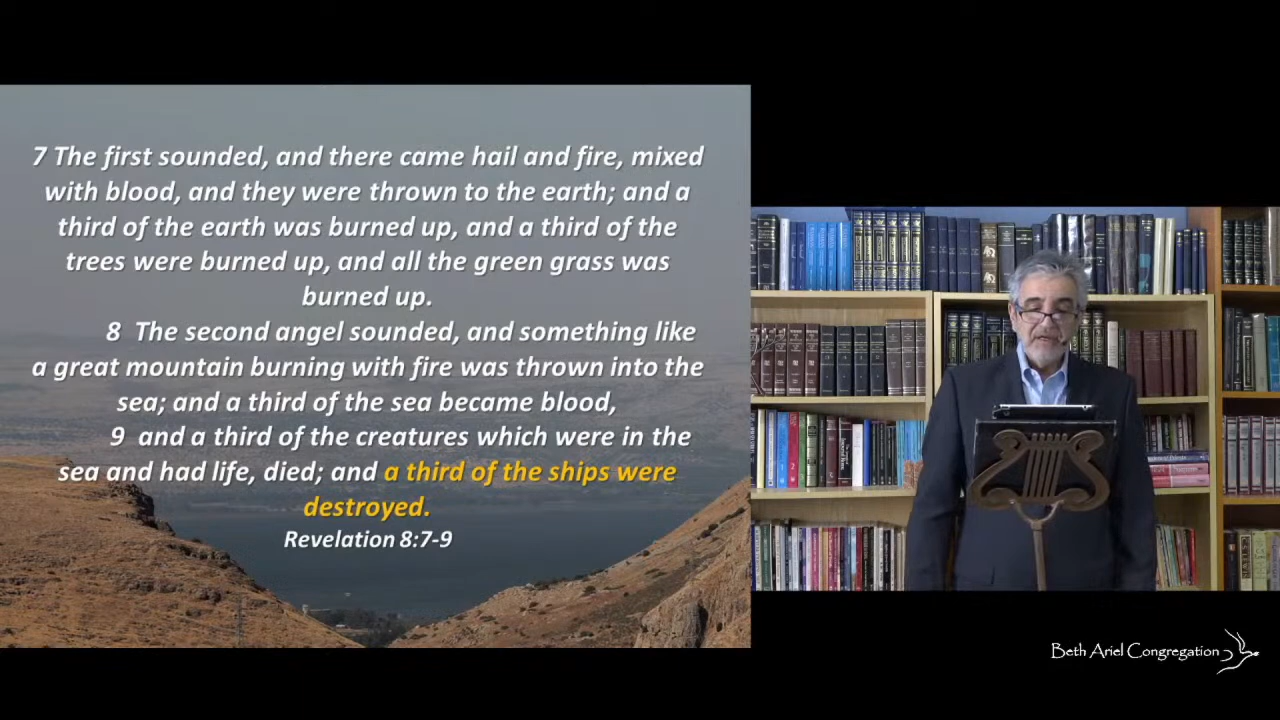 7 The first sounded, and there came hail and fire, mixed
with blood, and they were thrown to the earth; and a
third of the earth was burned up, and a third of the
trees were burned up, and all the green grass was
burned up.
8 The second angel sounded, and something like
a great mountain burning with fire was thrown into the
sea; and a third of the sea became blood,
9 and a third of the creatures which were in the
sea and had life, died; and a third of the ships were
destroyed.
Revelation 8:7-9
Beth Ariel Congregation